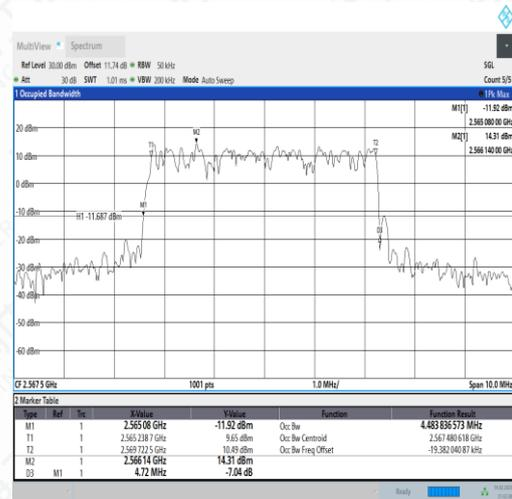 MultiView Spectrum
Ref Level 30.00 dBm Offset 11.74 dB RBW 50 kHz SGL
Att 30 dB SWT 1.01 ms VBW 200 kHz Mode Auto Sweep Count 5/5
1 Occupied Bandwidth 1Pk Max
M1[1] -11.92 dBm
2.565 080 00 GHz
M2[1] 14.31 dBm
2.566 140 00 GHz
20 dBm
M2
T1
T2
10 dBm
0 dBm
M1
-10 dBm
H1 -11.687 dBm
D3
-20 dBm
-30 dBm
-40 dBm
-60 dBm
CF 2.567 5 GHz 1001 pts 1.0 MHz/ Span 10.0 MHz
2 Marker Table
Type Ref Trc X-Value Y-Value Function Function Result
M1 1 2.565 08 GHz -11.92 dBm Occ Bw 4.483 836 573 MHz
T1 1 2.565 238 7 GHz 9.65 dBm Occ Bw Centroid 2.567 480 618 GHz
T2 1 2.569 722 5 GHz 10.49 dBm Occ Bw Freq Offset -19.382 040 87 kHz
M2 1 2.566 14 GHz 14.31 dBm
D3 M1 1 4.72 MHz -7.04 dB
Ready